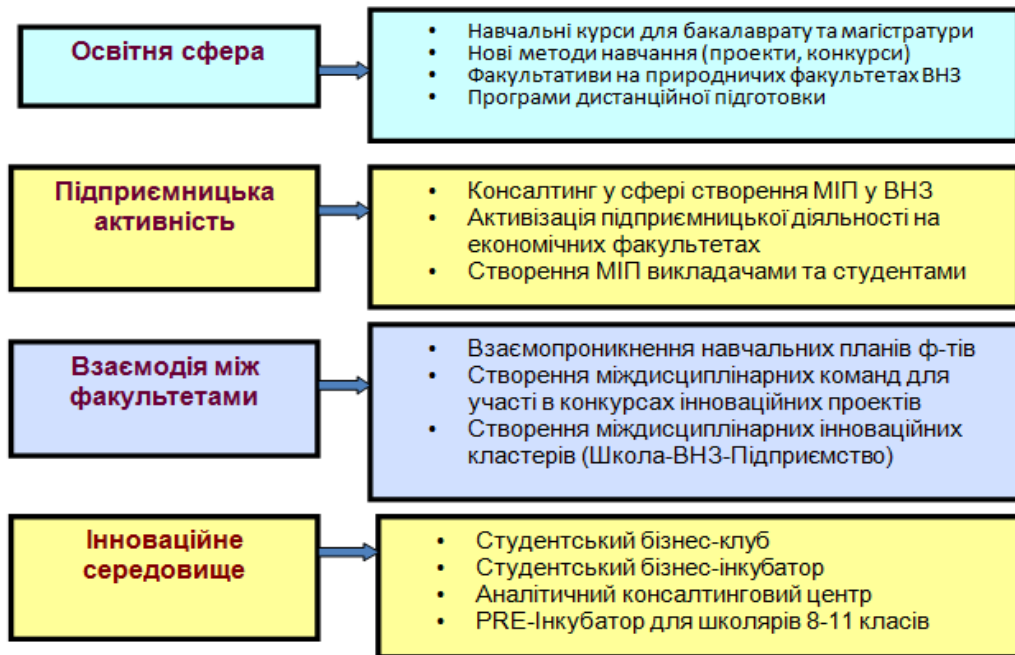 Освітня сфера
• Навчальні курси для бакалаврату та магістратури
• Нові методи навчання (проекти, конкурси)
• Факультативи на природничих факультетах ВНЗ
• Програми дистанційної підготовки
Підприємницька
активність
• Консалтинг у сфері створення МІП у ВНЗ
• Активізація підприємницької діяльності на
економічних факультетах
• Створення МІП викладачами та студентами
Взаємодія між
факультетами
• Взаємопроникнення навчальних планів ф-тів
• Створення міждисциплінарних команд для
участі в конкурсах інноваційних проектів
• Створення міждисциплінарних інноваційних
кластерів (Школа-ВНЗ-Підприємство)
Інноваційне
середовище
• Студентський бізнес-клуб
• Студентський бізнес-інкубатор
• Аналітичний консалтинговий центр
• PRE-Інкубатор для школярів 8-11 класів